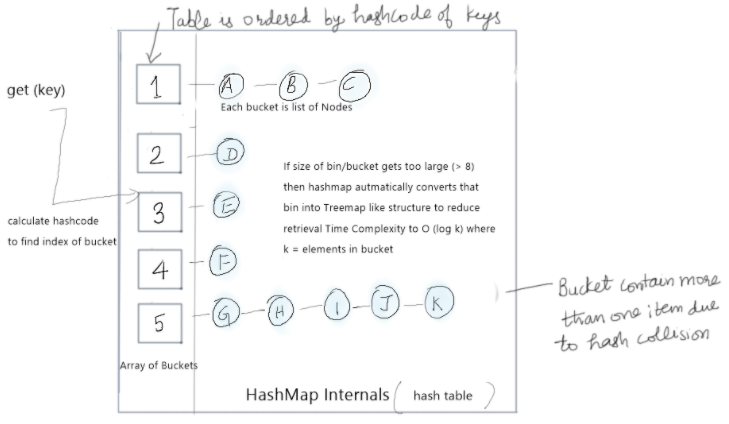 Table is ordered by hashcode of keys
get (key)
1
A
B
C
Each bucket is list of Nodes
2
D
If size of bin/bucket gets too large (> 8)
then hashmap autmatically converts that
bin into Treemap like structure to reduce
retrieval Time Complexity to O (log k) where
k = elements in bucket
3
E
calculate hashcode
to find index of bucket
4
F
5
G
H
I
J
K
Bucket contain more
than one item due
to hash collision
Array of Buckets
HashMap Internals ( hash table )